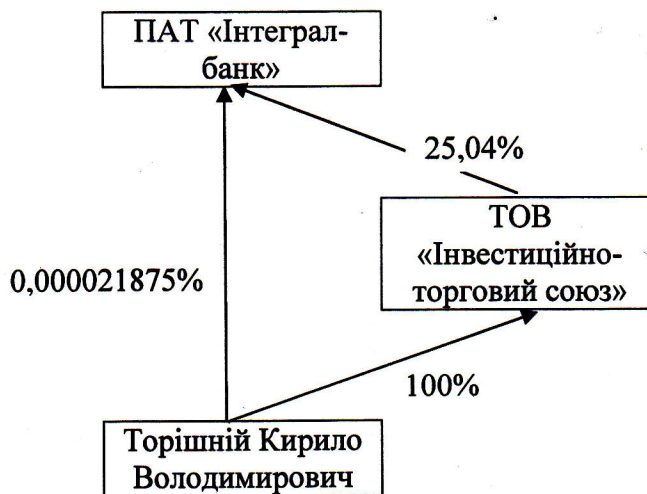 ПАТ «Інтеграл-
банк»
25,04%
ТОВ
«Інвестиційно-
торговий союз»
0,000021875%
100%
Торішній Кирило
Володимирович